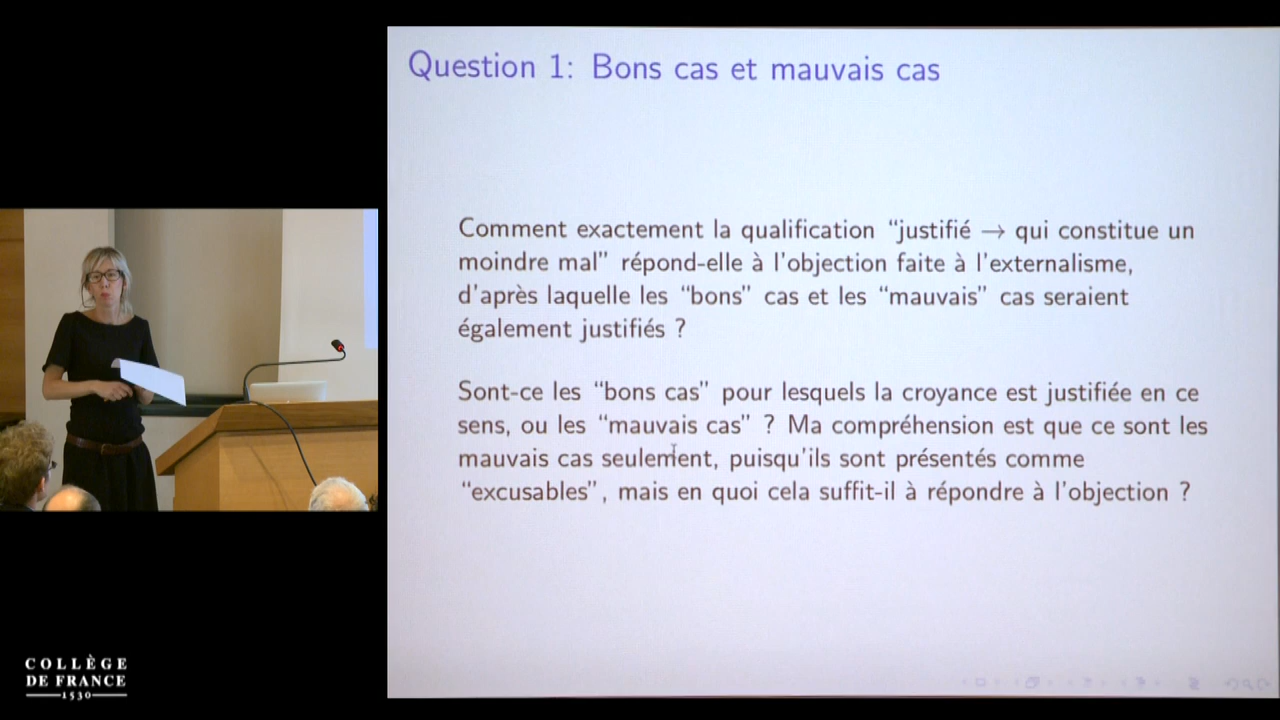 Question 1: Bons cas et mauvais cas
Comment exactement la qualification “justifié → qui constitue un
moindre mal” répond-elle à l'objection faite à l'externalisme,
d'après laquelle les “bons” cas et les “mauvais” cas seraient
également justifiés ?
Sont-ce les “bons cas” pour lesquels la croyance est justifiée en ce
sens, ou les “mauvais cas” ? Ma compréhension est que ce sont les
mauvais cas seulement, puisqu'ils sont présentés comme
“excusables”, mais en quoi cela suffit-il à répondre à l'objection ?
COLLÈGE
DE FRANCE
1530